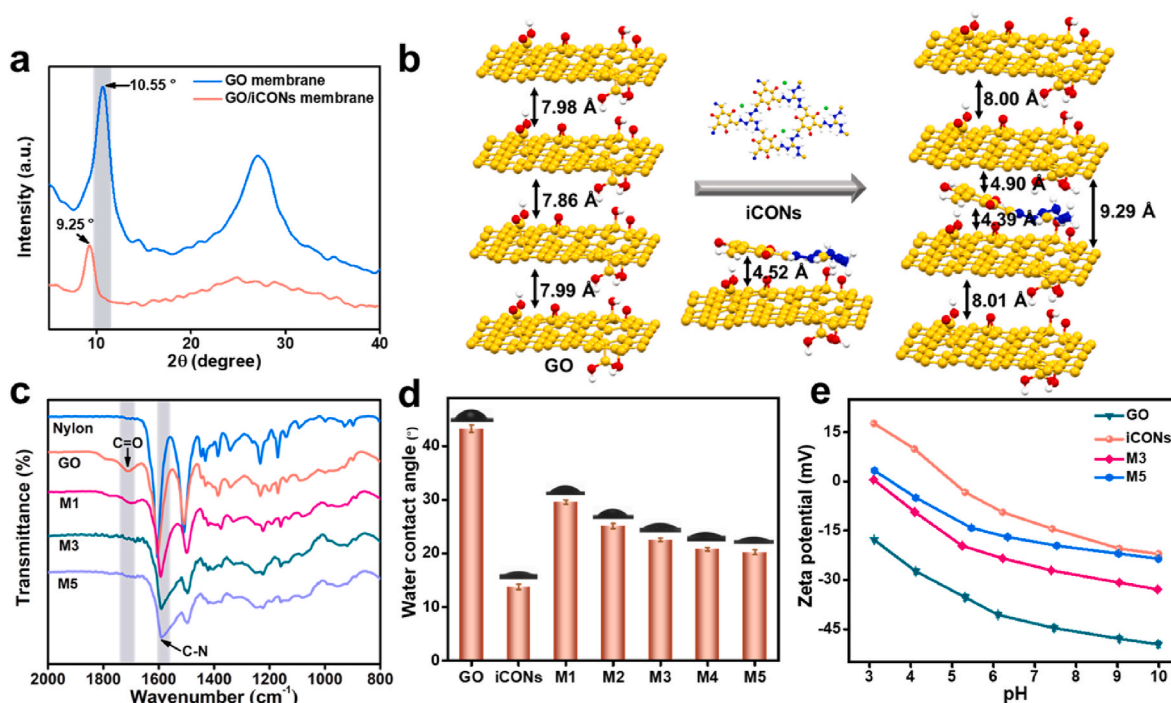 a
10.55 °
GO membrane
GO/iCONs membrane
9.25 °
Intensity (a.u.)
10
20
30
40
2θ (degree)
b
7.98 Å
7.86 Å
7.99 Å
GO
iCONs
4.52 Å
8.00 Å
4.90 Å
4.39 Å
9.29 Å
8.01 Å
c
Nylon
C=O
GO
M1
M3
M5
C-N
Transmittance (%)
2000
1800
1600
1400
1200
1000
800
Wavenumber (cm-1)
d
Water contact angle (°)
40
30
20
10
0
GO
iCONs
M1
M2
M3
M4
M5
e
GO
iCONs
M3
M5
Zeta potential (mV)
15
0
-15
-30
-45
3
4
5
6
7
8
9
10
pH